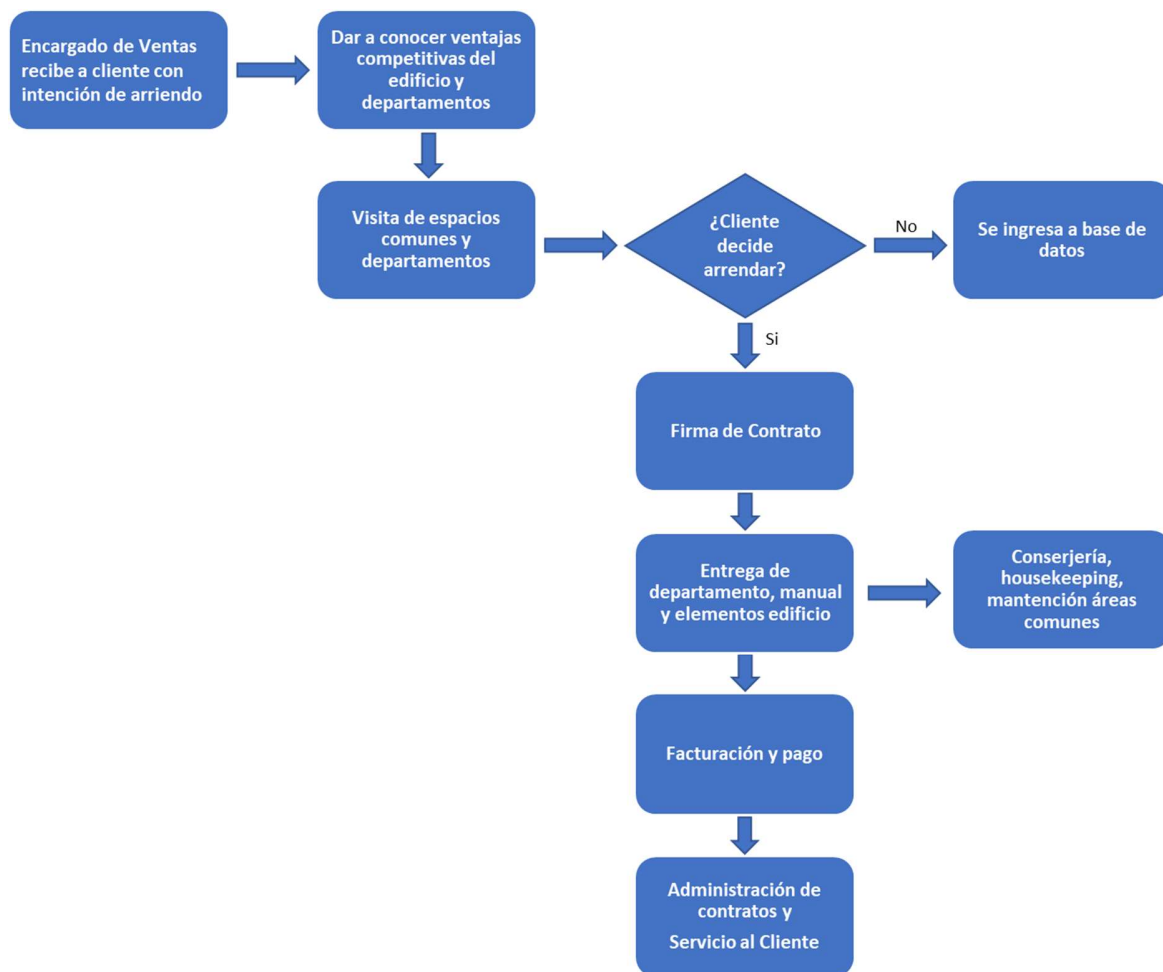 Encargado de Ventas
recibe a cliente con
intención de arriendo
Dar a conocer ventajas
competitivas del
edificio y
departamentos
Visita de espacios
comunes y
departamentos
¿Cliente
decide
arrendar?
No
Se ingresa a base de
datos
Si
Firma de Contrato
Entrega de
departamento, manual
y elementos edificio
Conserjería,
housekeeping,
mantención áreas
comunes
Facturación y pago
Administración de
contratos y
Servicio al Cliente